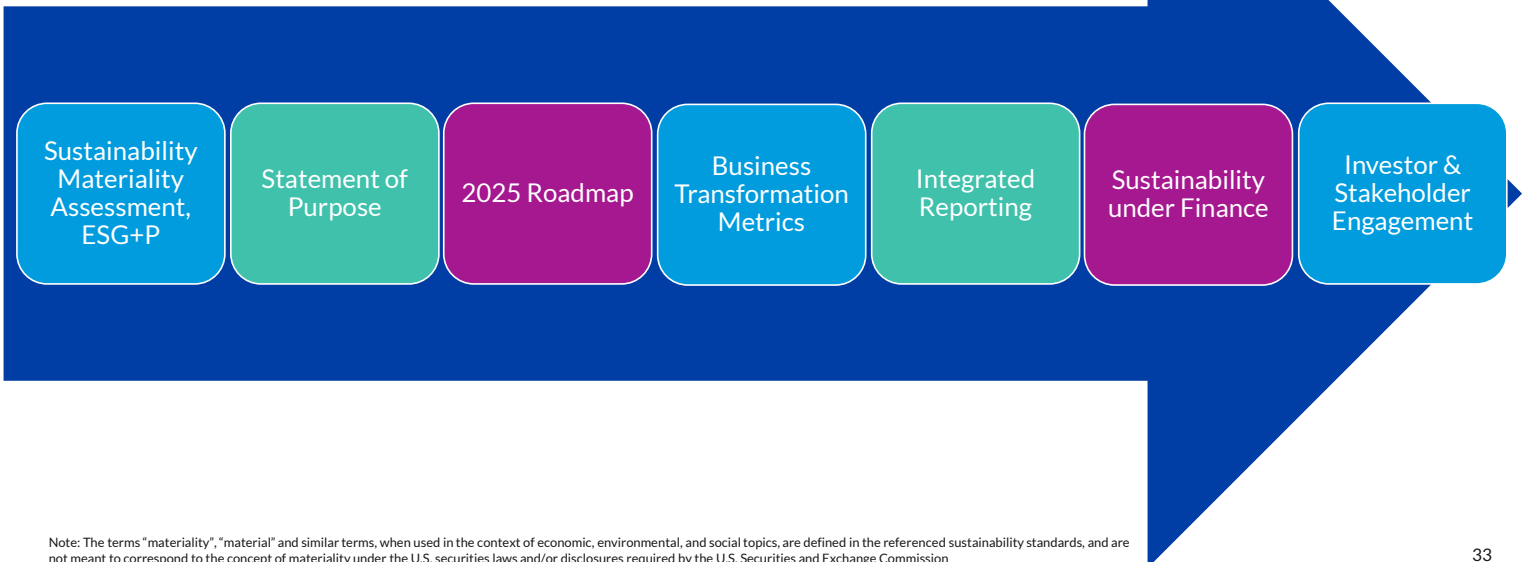 Sustainability
Materiality
Assessment,
ESG+P
Statement of
Purpose
2025 Roadmap
Business
Transformation
Metrics
Integrated
Reporting
Sustainability
under Finance
Investor &
Stakeholder
Engagement
Note: The terms “materiality”, “material” and similar terms, when used in the context of economic, environmental, and social topics, are defined in the referenced sustainability standards, and are
not meant to correspond to the concept of materiality under the U.S. securities laws and/or disclosures required by the U.S. Securities and Exchange Commission
33